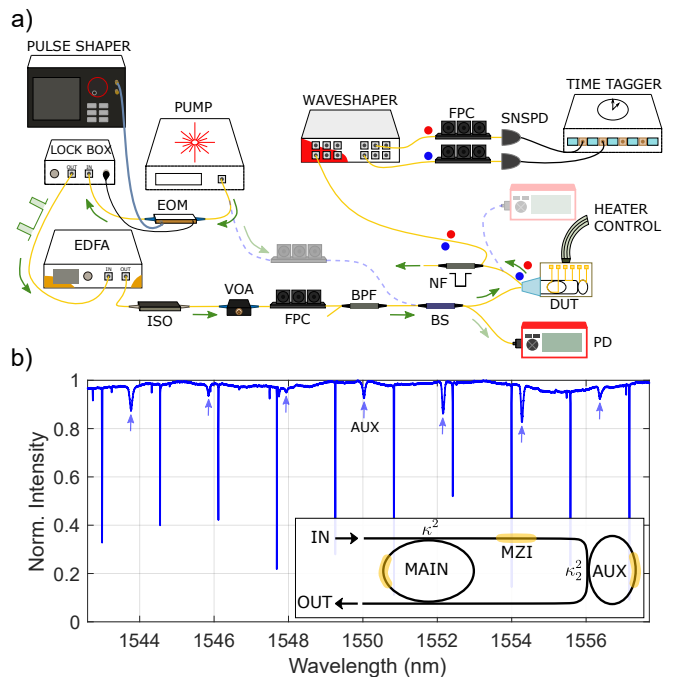 a)
PULSE SHAPER
PUMP
WAVESHAPER
FPC
SNSPD
TIME TAGGER
LOCK BOX
OUT
IN
EOM
HEATER
CONTROL
EDFA
IN
OUT
NF
DUT
VOA
ISO
FPC
BPF
BS
PD
b)
1
0.8
0.6
0.4
0.2
0
Norm. Intensity
AUX
IN
κ²
MZI
MAIN
κ₂²
AUX
OUT
1544
1546
1548
1550
1552
1554
1556
Wavelength (nm)